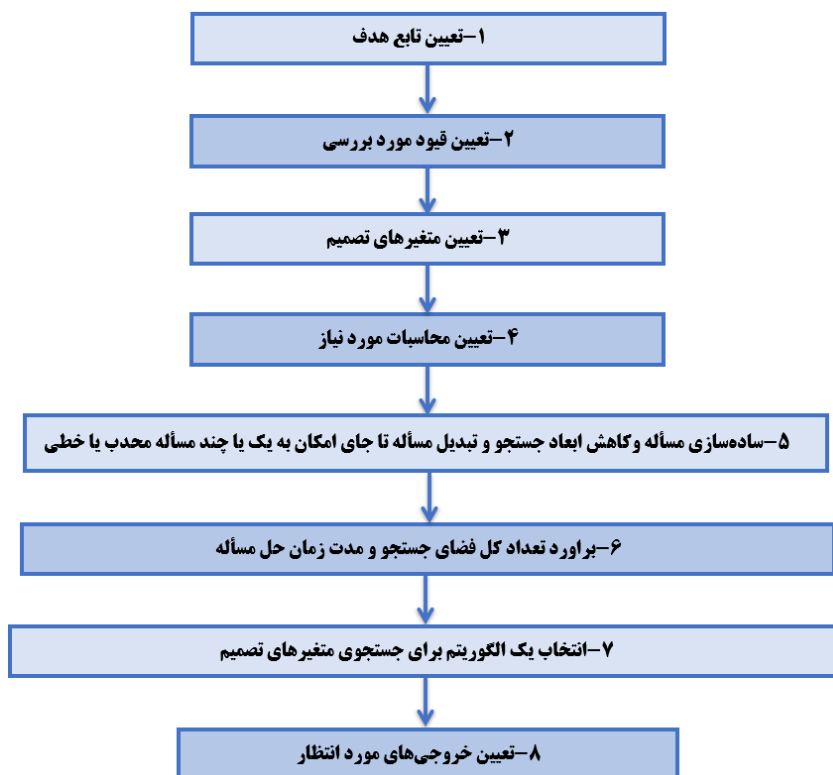 ۱-تعیین تابع هدف
۲-تعیین قیود مورد بررسی
۳-تعیین متغیرهای تصمیم
۴-تعیین محاسبات مورد نیاز
۵-ساده‌سازی مسأله وکاهش ابعاد جستجو و تبدیل مسأله تا جای امکان به یک یا چند مسأله محدب یا خطی
۶-براورد تعداد کل فضای جستجو و مدت زمان حل مسأله
۷-انتخاب یک الگوریتم برای جستجوی متغیرهای تصمیم
۸-تعیین خروجی‌های مورد انتظار